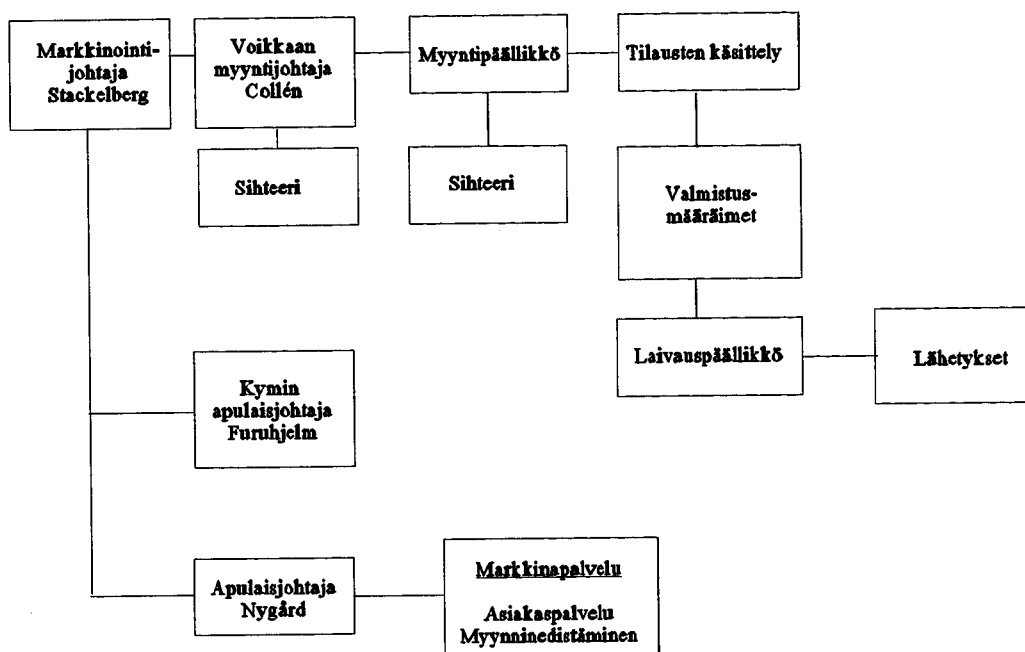 Markkinointi-
johtaja
Stackelberg
Voikkaan
myyntijohtaja
Collén
Myyntipäällikkö
Tilausten käsittely
Sihteeri
Sihteeri
Valmistus-
määräimet
Laivauspäällikkö
Lähetykset
Kymin
apulaisjohtaja
Furuhjelm
Apulaisjohtaja
Nygård
Markkinapalvelu
Asiakaspalvelu
Myynninedistäminen